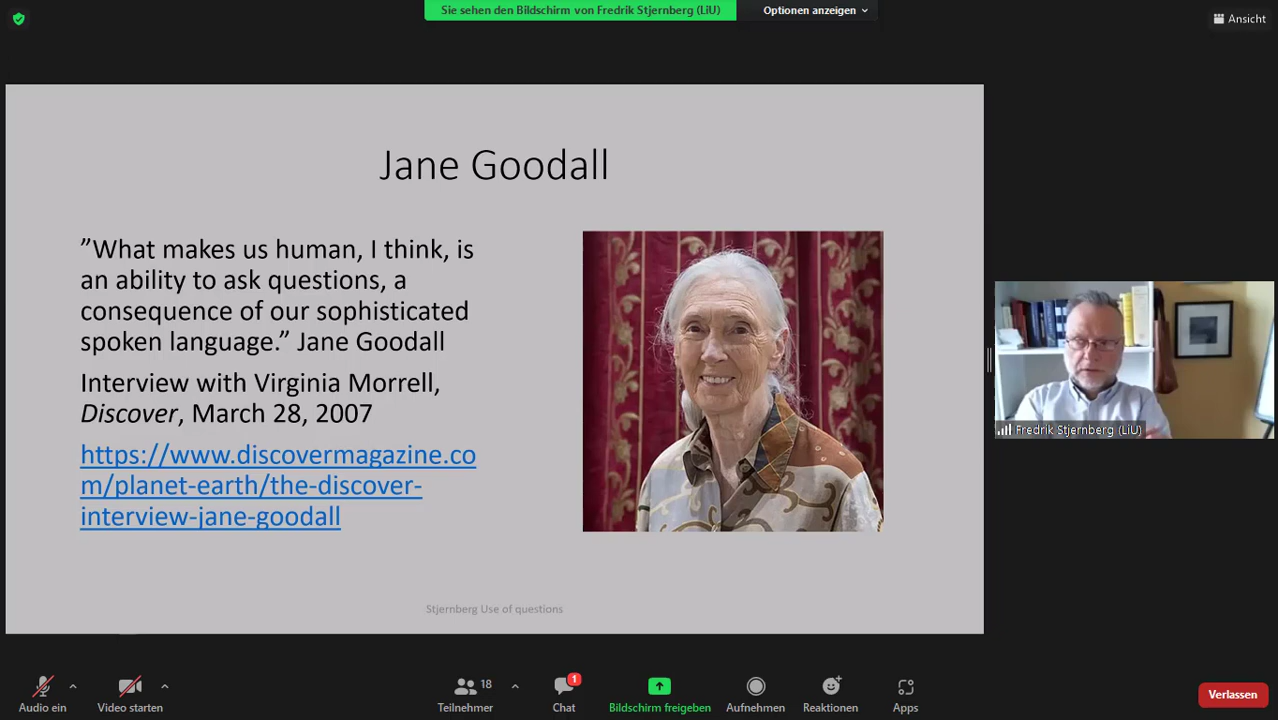 Sie sehen den Bildschirm von Fredrik Stjernberg (LiU)
Optionen anzeigen
Ansicht
Jane Goodall
”What makes us human, I think, is
an ability to ask questions, a
consequence of our sophisticated
spoken language.” Jane Goodall
Interview with Virginia Morrell,
Discover, March 28, 2007
https://www.discovermagazine.co
m/planet-earth/the-discover-
interview-jane-goodall
Stjernberg Use of questions
Fredrik Stjernberg (LiU)
Audio ein
Video starten
18
Teilnehmer
1
Chat
Bildschirm freigeben
Aufnehmen
Reaktionen
Apps
Verlassen